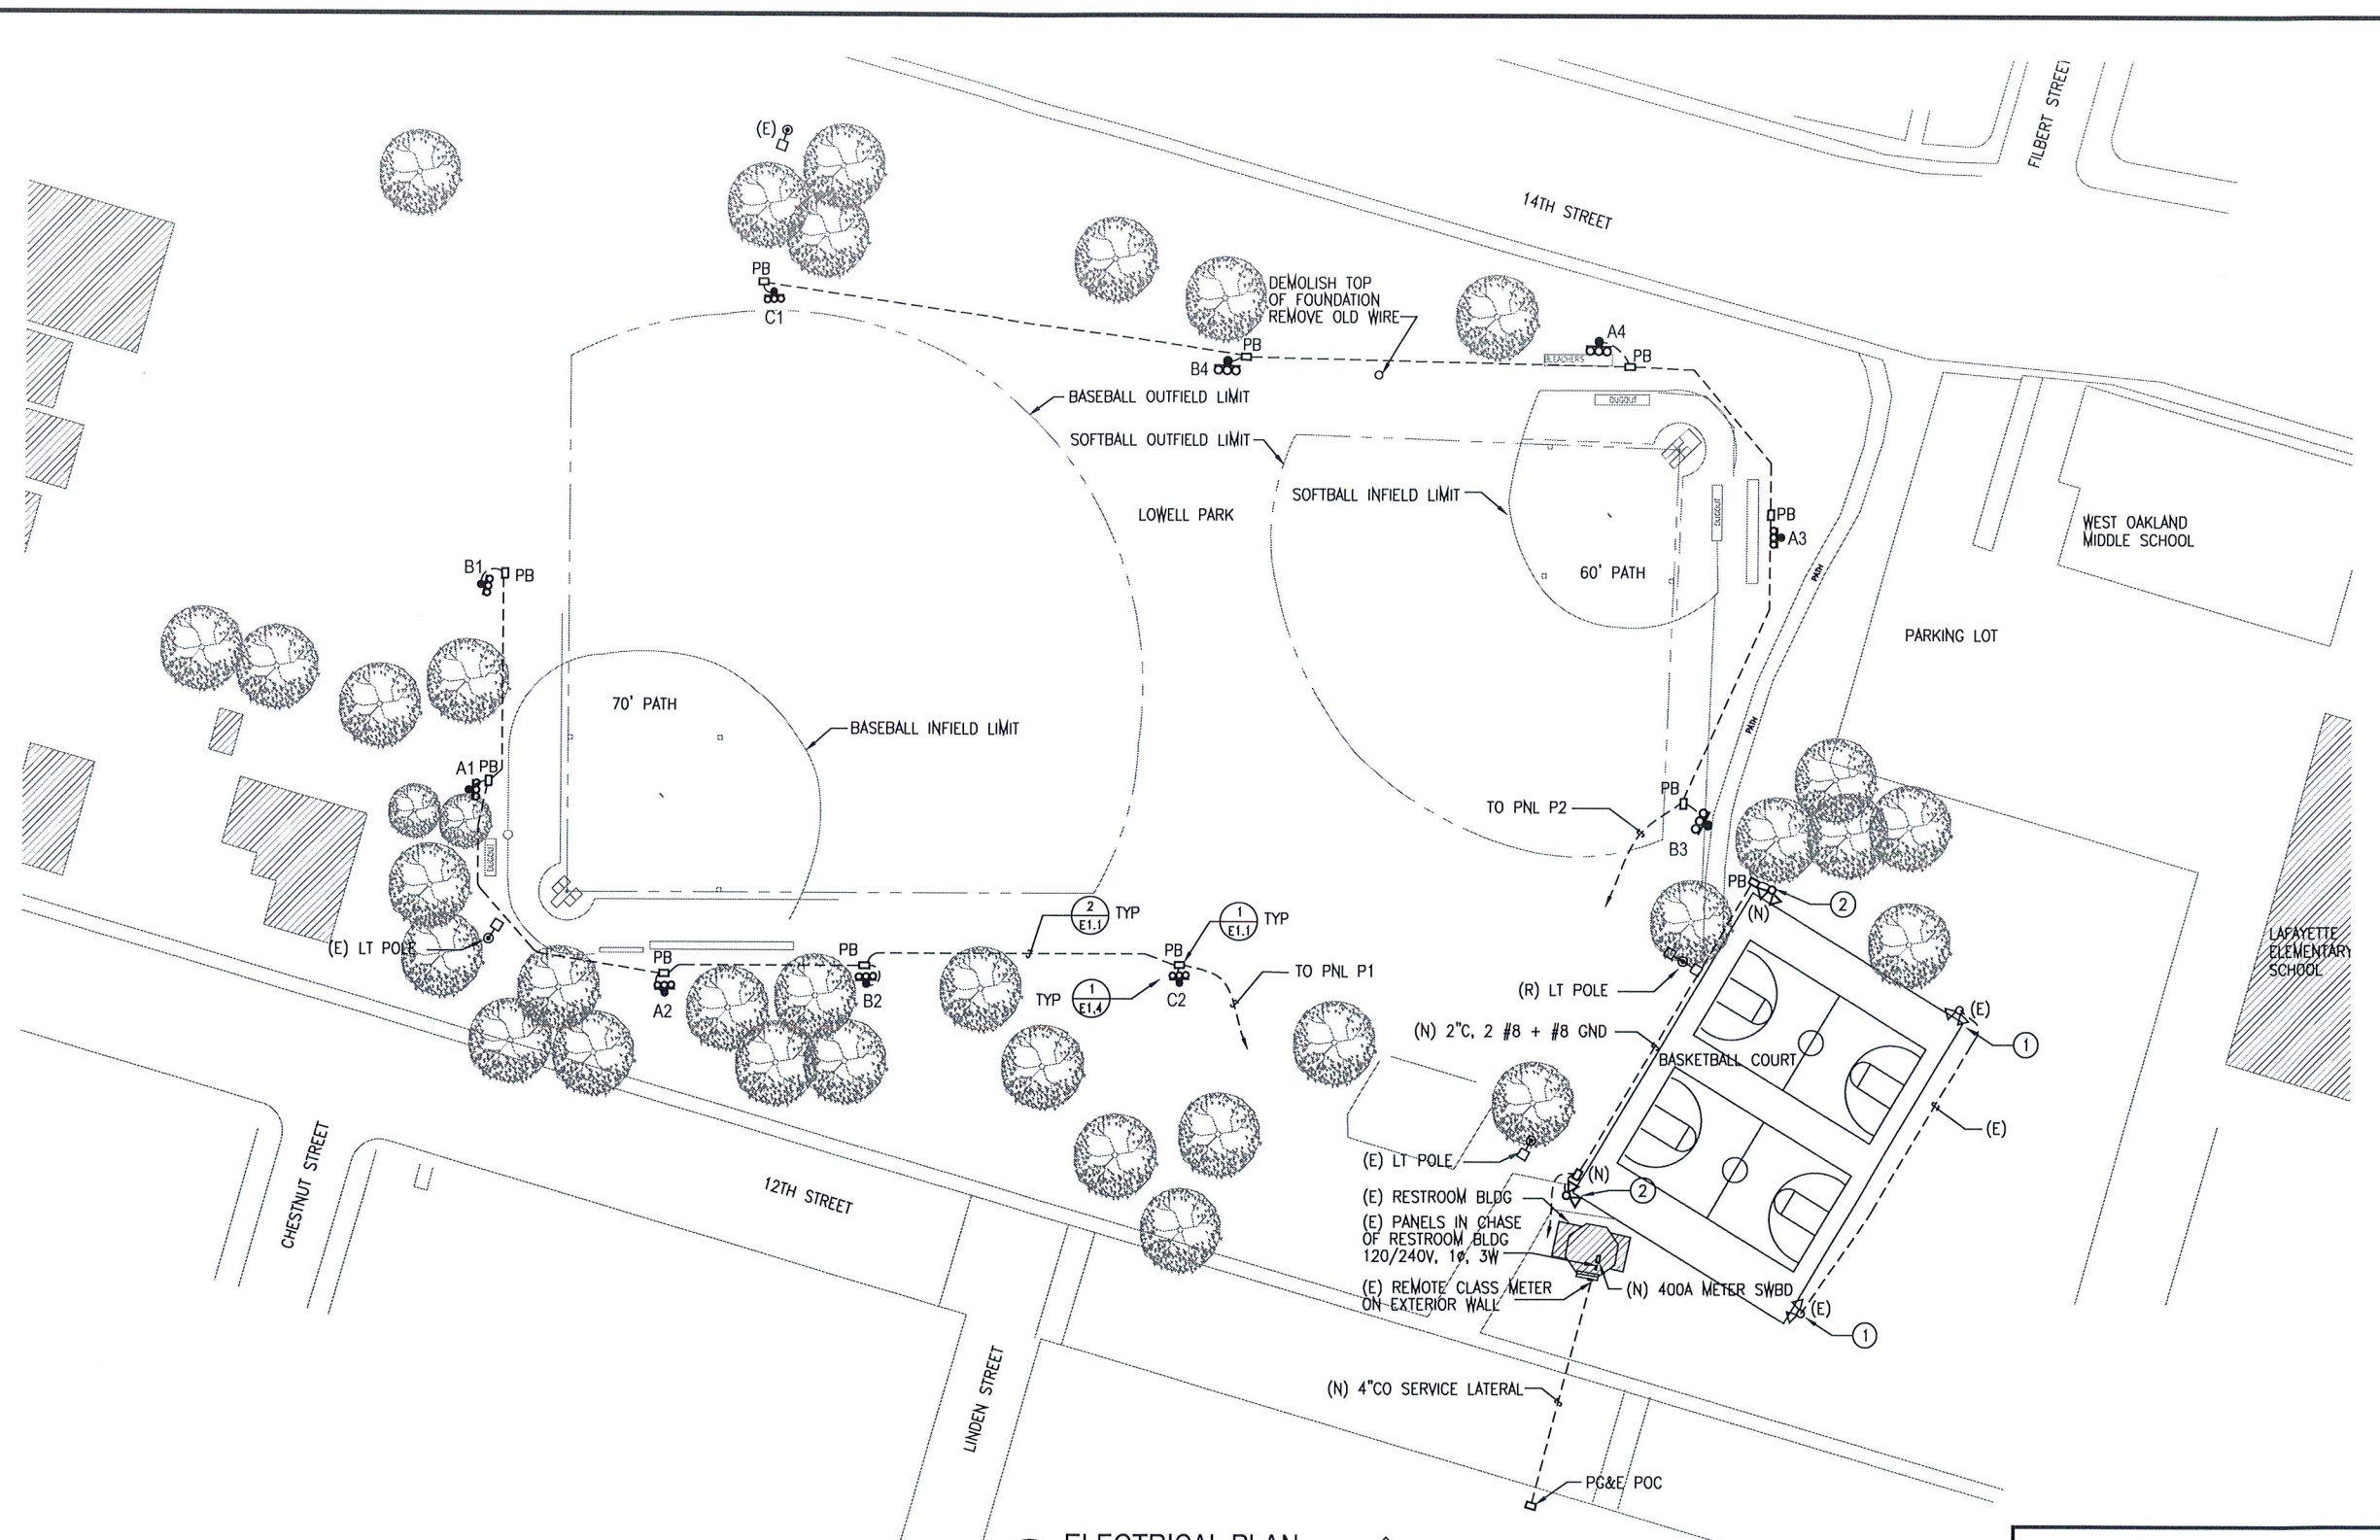 FILBERT STREET
(E)
14TH STREET
PB
C1
DEMOLISH TOP
OF FOUNDATION
REMOVE OLD WIRE
A4
PB
B4
PB
BLEACHERS
BASEBALL OUTFIELD LIMIT
DUGOUT
SOFTBALL OUTFIELD LIMIT
SOFTBALL INFIELD LIMIT
DUGOUT
LOWELL PARK
PB
A3
WEST OAKLAND
MIDDLE SCHOOL
B1
PB
60' PATH
PATH
PARKING LOT
70' PATH
BASEBALL INFIELD LIMIT
PATH
A1 PB
PB
TO PNL P2
B3
DUGOUT
PB
(N)
2
2
E1.1
TYP
1
E1.1
TYP
(E) LT POLE
PB
A2
PB
B2
PB
C2
TO PNL P1
TYP
1
E1.4
LAFAYETTE
ELEMENTARY
SCHOOL
(R) LT POLE
(E)
1
(N) 2"C, 2 #8 + #8 GND
BASKETBALL COURT
(E)
(E) LT POLE
(N)
2
(E) RESTROOM BLDG
(E) PANELS IN CHASE
OF RESTROOM BLDG
120/240V, 1ø, 3W
(E) REMOTE CLASS METER
ON EXTERIOR WALL
(N) 400A METER SWBD
(E)
1
CHESTNUT STREET
12TH STREET
LINDEN STREET
(N) 4"CO SERVICE LATERAL
PG&E POC
ELECTRICAL PLAN